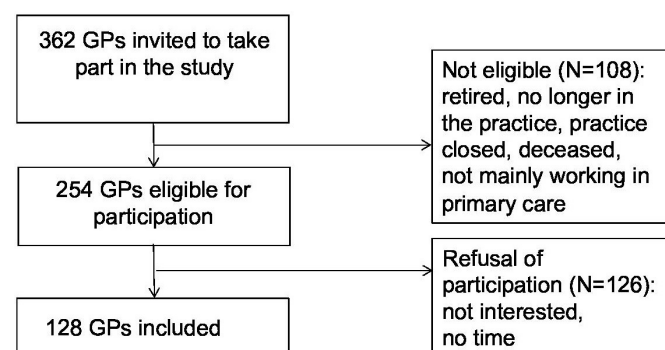 362 GPs invited to take
part in the study
Not eligible (N=108):
retired, no longer in
the practice, practice
closed, deceased,
not mainly working in
primary care
254 GPs eligible for
participation
Refusal of
participation (N=126):
not interested,
no time
128 GPs included